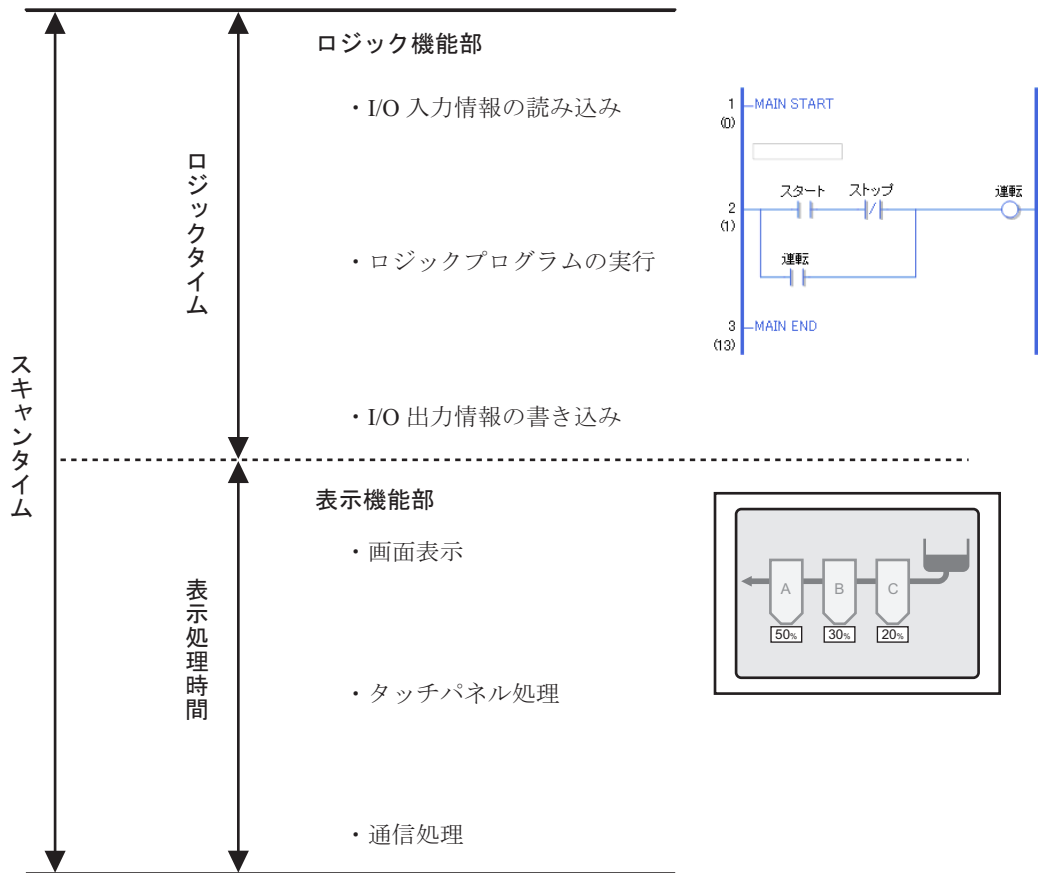 スキャンタイム
ロジックタイム
ロジック機能部
・I/O 入力情報の読み込み
・ロジックプログラムの実行
・I/O 出力情報の書き込み
1 MAIN START
(0)
スタート ストップ 運転
2
(1)
運転
3 MAIN END
(13)
表示処理時間
表示機能部
・画面表示
・タッチパネル処理
・通信処理
A B C
50% 30% 20%